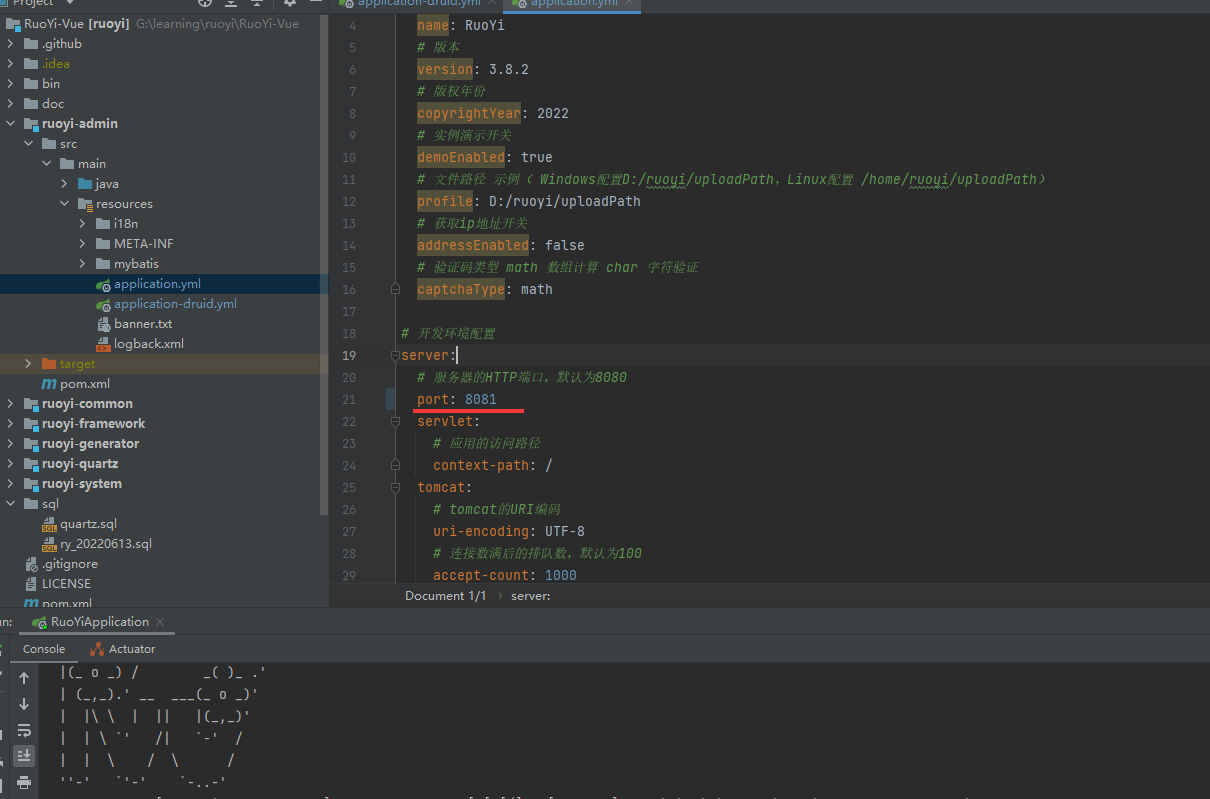 Project
RuoYi-Vue [ruoyi] G:\learning\ruoyi\RuoYi-Vue
.github
.idea
bin
doc
ruoyi-admin
src
main
java
resources
i18n
META-INF
mybatis
application.yml
application-druid.yml
banner.txt
logback.xml
target
pom.xml
ruoyi-common
ruoyi-framework
ruoyi-generator
ruoyi-quartz
ruoyi-system
sql
quartz.sql
ry_20220613.sql
.gitignore
LICENSE
pom.xml
application-druid.yml
application.yml
4 name: RuoYi
5 # 版本
6 version: 3.8.2
7 # 版权年份
8 copyrightYear: 2022
9 # 实例演示开关
10 demoEnabled: true
11 # 文件路径 示例（ Windows配置D:/ruoyi/uploadPath，Linux配置 /home/ruoyi/uploadPath）
12 profile: D:/ruoyi/uploadPath
13 # 获取ip地址开关
14 addressEnabled: false
15 # 验证码类型 math 数组计算 char 字符验证
16 captchaType: math
17
18 # 开发环境配置
19 server:
20 # 服务器的HTTP端口，默认为8080
21 port: 8081
22 servlet:
23 # 应用的访问路径
24 context-path: /
25 tomcat:
26 # tomcat的URI编码
27 uri-encoding: UTF-8
28 # 连接数满后的排队数，默认为100
29 accept-count: 1000
Document 1/1 › server:
RuoYiApplication
Console Actuator
|(_ o _) /        _( )_ .'
| (_,_).' __  ___(_ o _)'
|  |\ \  |  ||   |(_,_)'
|  | \ `'   /|   `-'  /
|  |  \    /  \      /
''-'   `'-'    `-..-'